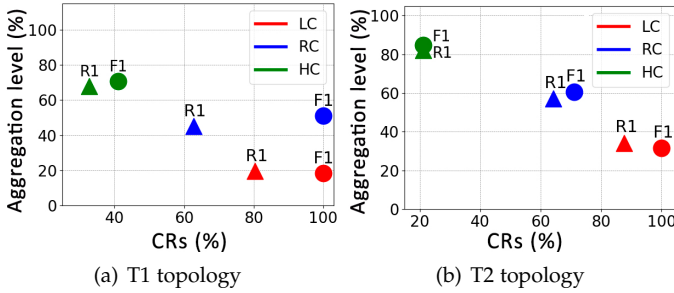 Aggregation level (%)
100
80
60
40
20
0
R1
F1
R1
F1
R1
F1
LC
RC
HC
40
60
80
100
CRs (%)
(a) T1 topology
Aggregation level (%)
100
80
60
40
20
0
F1
R1
R1
F1
R1
F1
LC
RC
HC
20
40
60
80
100
CRs (%)
(b) T2 topology